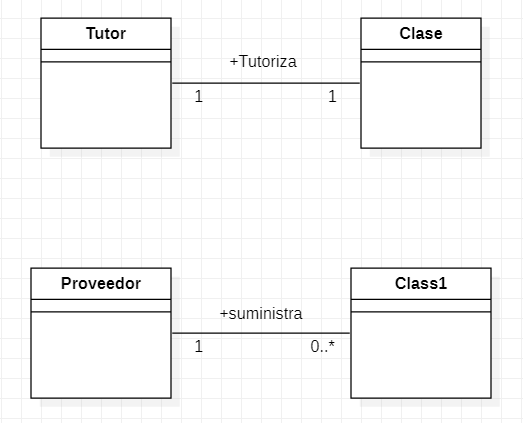 Tutor
Clase
+Tutoriza
1
1
Proveedor
Class1
+suministra
1
0..*